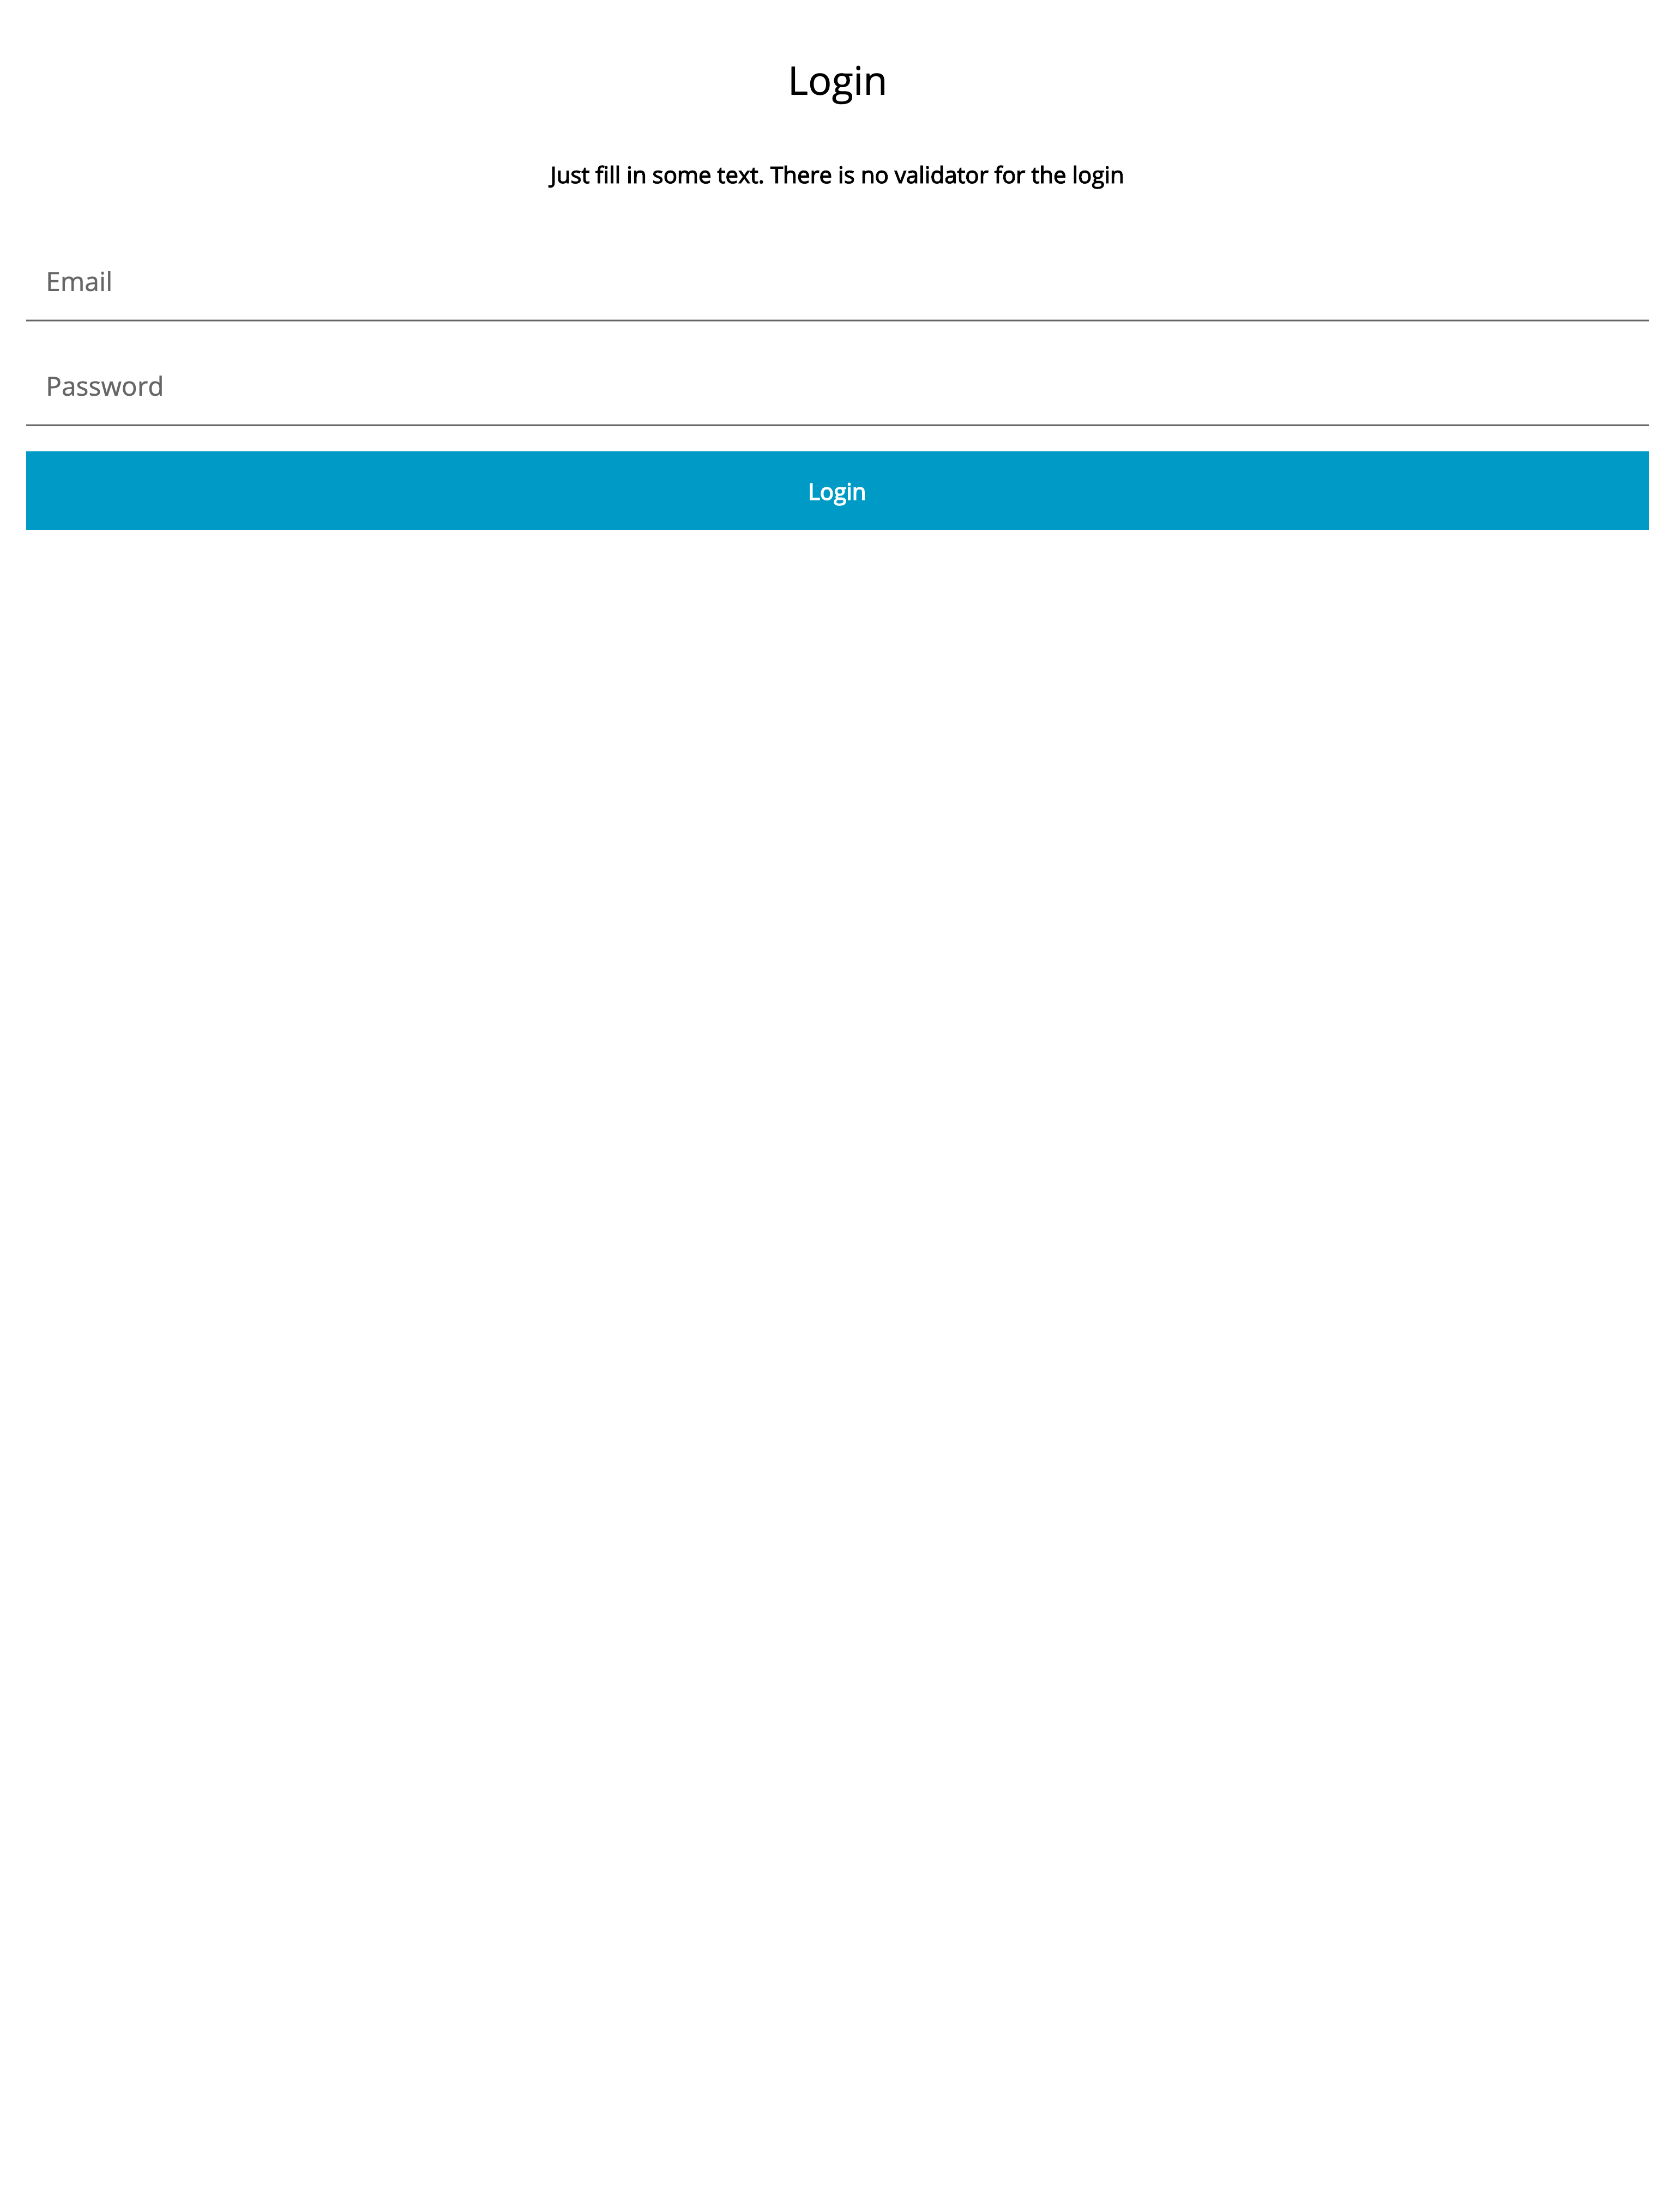 Login
Just fill in some text. There is no validator for the login
Email
Password
Login